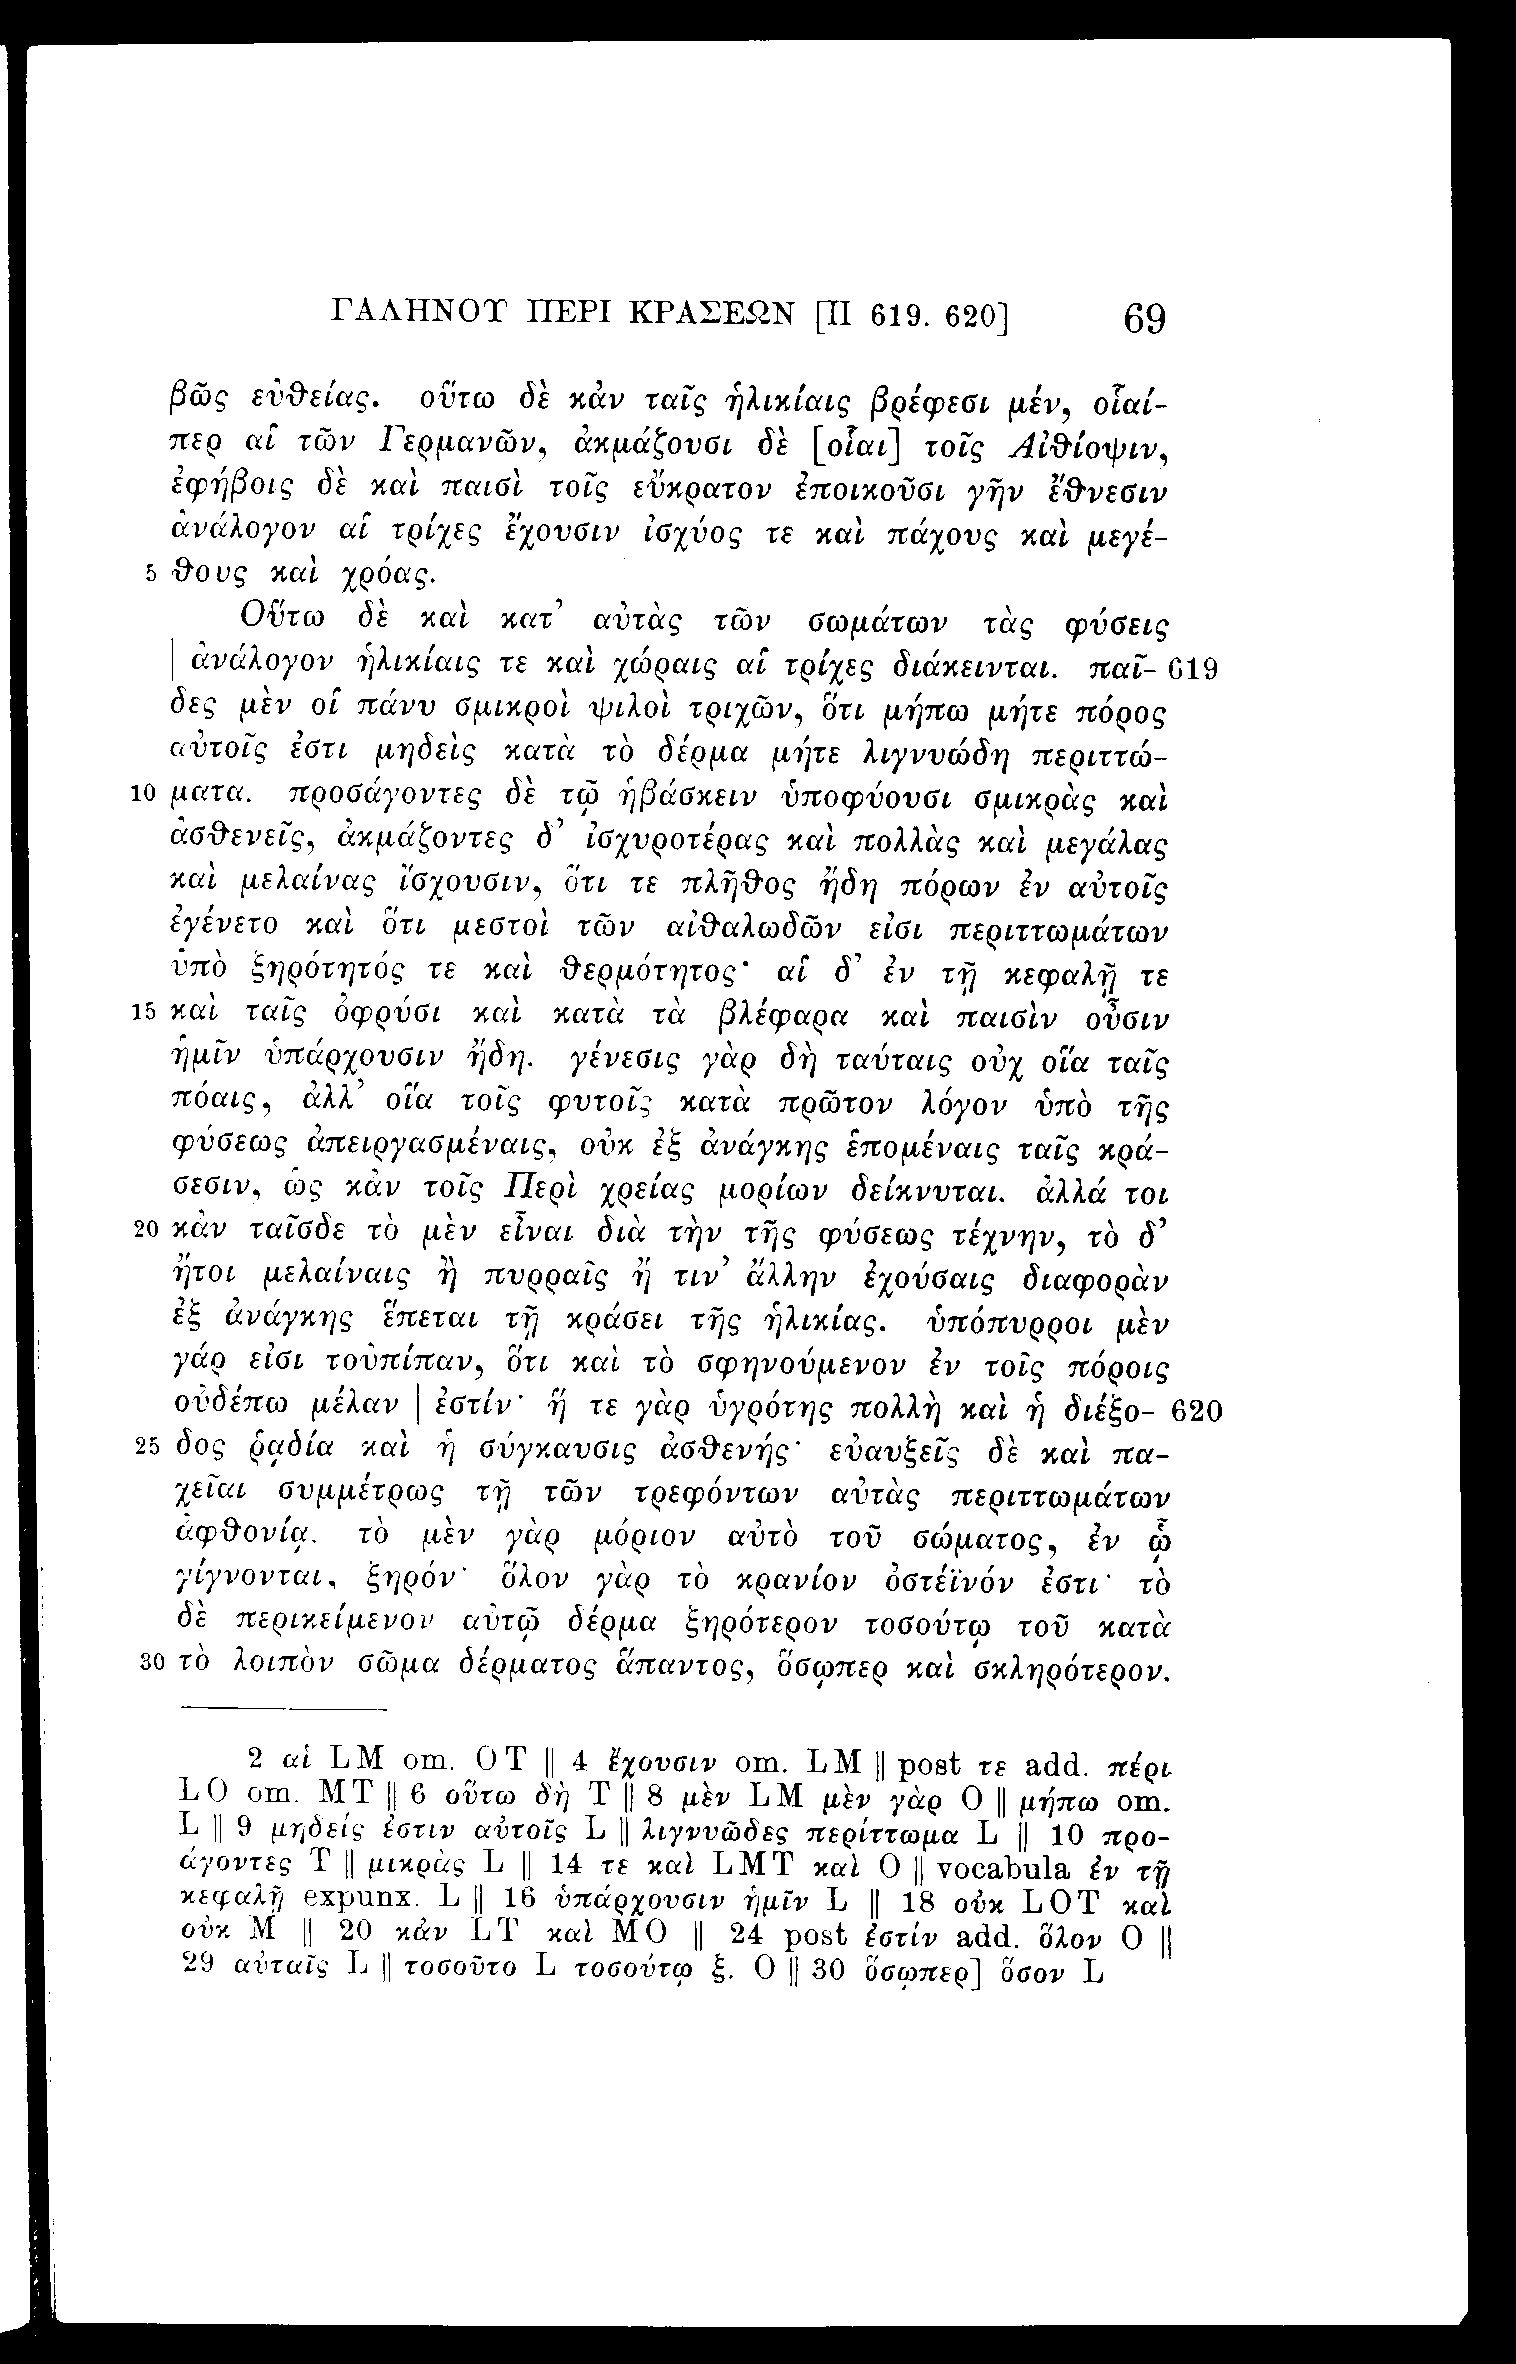 ΓΑΛΗΝΟΥ ΠΕΡΙ ΚΡΑΣΕΩΝ [II 619. 620] 69
βῶς εὐθείας. οὕτω δὲ κἀν ταῖς ἡλικίαις βρέφεσι μέν, οἷαί-
περ αἱ τῶν Γερμανῶν, ἀκμάζουσι δὲ [οἷαι] τοῖς Αἰθίοψιν,
ἐφήβοις δὲ καὶ παισὶ τοῖς εὔκρατον ἐποικοῦσι γῆν ἔθνεσιν
ἀνάλογον αἱ τρίχες ἔχουσιν ἰσχύος τε καὶ πάχους καὶ μεγέ-
5 θους καὶ χρόας.
Οὕτω δὲ καὶ κατ’ αὐτὰς τῶν σωμάτων τὰς φύσεις
| ἀνάλογον ἡλικίαις τε καὶ χώραις αἱ τρίχες διάκεινται. παῖ- 619
δες μὲν οἱ πάνυ σμικροὶ ψιλοὶ τριχῶν, ὅτι μήπω μήτε πόρος
αὐτοῖς ἐστι μηδεὶς κατὰ τὸ δέρμα μήτε λιγνυώδη περιττώ-
10 ματα. προσάγοντες δὲ τῷ ἡβάσκειν ὑποφύουσι σμικρὰς καὶ
ἀσθενεῖς, ἀκμάζοντες δ’ ἰσχυροτέρας καὶ πολλὰς καὶ μεγάλας
καὶ μελαίνας ἴσχουσιν, ὅτι τε πλῆθος ἤδη πόρων ἐν αὐτοῖς
ἐγένετο καὶ ὅτι μεστοὶ τῶν αἰθαλωδῶν εἰσι περιττωμάτων
ὑπὸ ξηρότητός τε καὶ θερμότητος· αἱ δ’ ἐν τῇ κεφαλῇ τε
15 καὶ ταῖς ὀφρύσι καὶ κατὰ τὰ βλέφαρα καὶ παισὶν οὖσιν
ἡμῖν ὑπάρχουσιν ἤδη. γένεσις γὰρ δὴ ταύταις οὐχ οἵα ταῖς
πόαις, ἀλλ’ οἵα τοῖς φυτοῖς κατὰ πρῶτον λόγον ὑπὸ τῆς
φύσεως ἀπειργασμέναις, οὐκ ἐξ ἀνάγκης ἑπομέναις ταῖς κρά-
σεσιν, ὡς κἀν τοῖς Περὶ χρείας μορίων δείκνυται. ἀλλά τοι
20 κἀν ταῖσδε τὸ μὲν εἶναι διὰ τὴν τῆς φύσεως τέχνην, τὸ δ’
ἤτοι μελαίναις ἢ πυρραῖς ἤ τιν’ ἄλλην ἐχούσαις διαφορὰν
ἐξ ἀνάγκης ἕπεται τῇ κράσει τῆς ἡλικίας. ὑπόπυρροι μὲν
γάρ εἰσι τοὐπίπαν, ὅτι καὶ τὸ σφηνούμενον ἐν τοῖς πόροις
οὐδέπω μέλαν | ἐστίν· ἥ τε γὰρ ὑγρότης πολλὴ καὶ ἡ διέξο- 620
25 δος ῥᾳδία καὶ ἡ σύγκαυσις ἀσθενής· εὐαυξεῖς δὲ καὶ πα-
χεῖαι συμμέτρως τῇ τῶν τρεφόντων αὐτὰς περιττωμάτων
ἀφθονίᾳ. τὸ μὲν γὰρ μόριον αὐτὸ τοῦ σώματος, ἐν ᾧ
γίγνονται, ξηρόν· ὅλον γὰρ τὸ κρανίον ὀστέϊνόν ἐστι· τὸ
δὲ περικείμενον αὐτῷ δέρμα ξηρότερον τοσούτῳ τοῦ κατὰ
30 τὸ λοιπὸν σῶμα δέρματος ἅπαντος, ὅσῳπερ καὶ σκληρότερον.
2 αἱ LM om. OT || 4 ἔχουσιν om. LM || post τε add. πέρι
LO om. MT || 6 οὕτω δὴ T || 8 μὲν LM μὲν γὰρ O || μήπω om.
L || 9 μηδείς ἐστιν αὐτοῖς L || λιγνυῶδες περίττωμα L || 10 προ-
άγοντες T || μικρὰς L || 14 τε καὶ LMT καὶ O || vocabula ἐν τῇ
κεφαλῇ expunx. L || 16 ὑπάρχουσιν ἡμῖν L || 18 οὐκ LOT καὶ
οὐκ M || 20 κἀν LT καὶ MO || 24 post ἐστίν add. ὅλον O ||
29 αὐταῖς L || τοσοῦτο L τοσούτῳ ξ. O || 30 ὅσῳπερ] ὅσον L